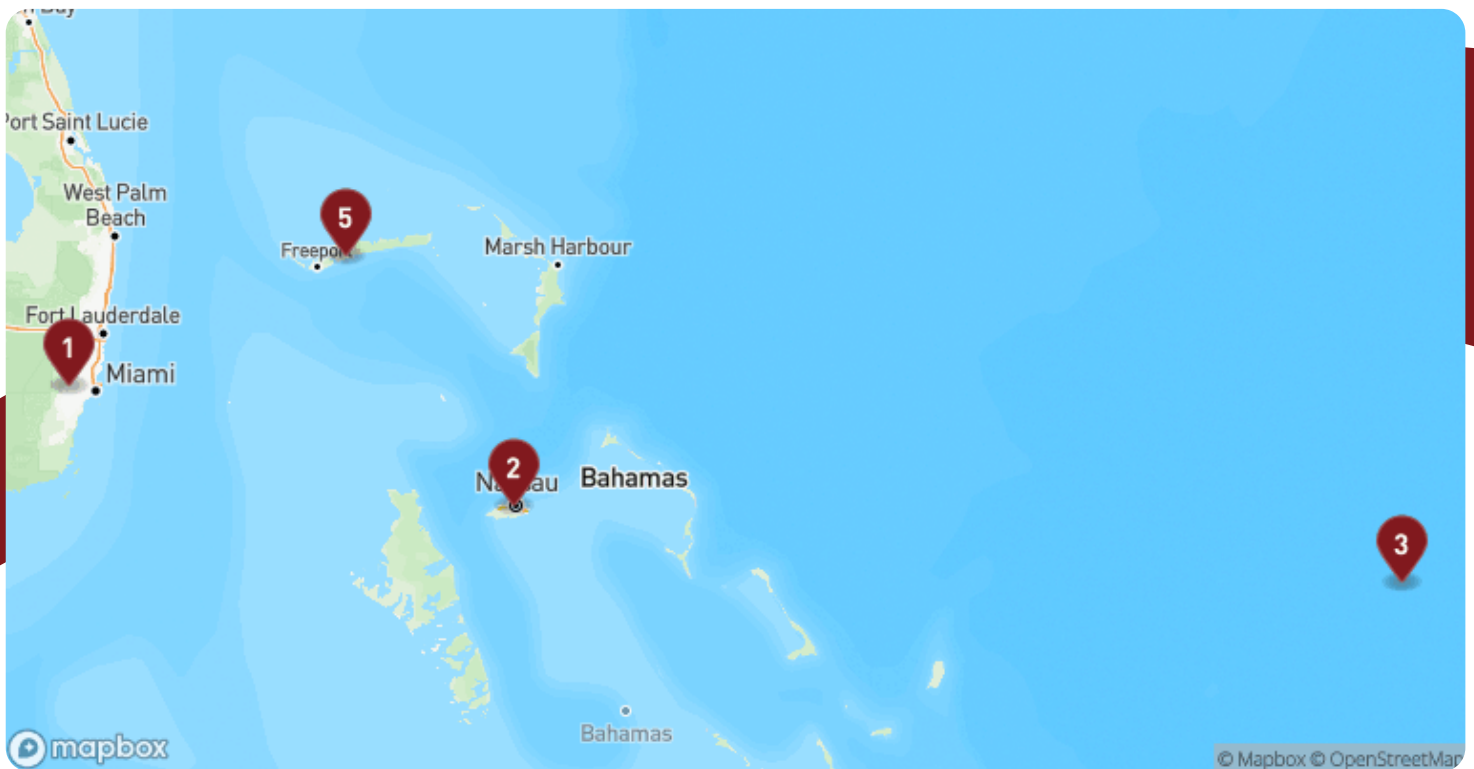 Port Saint Lucie
West Palm
Beach
5
Freeport
Marsh Harbour
Fort Lauderdale
1
Miami
2
Nassau
Bahamas
3
Bahamas
mapbox
© Mapbox © OpenStreetMap